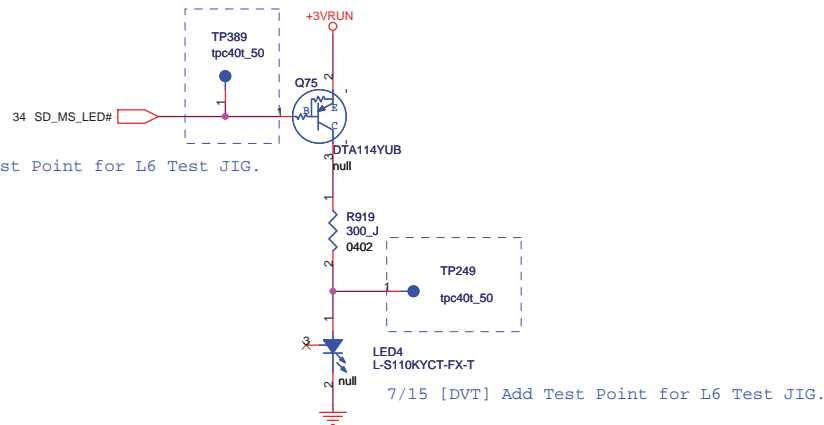 +3VRUN
TP389
tpc40t_50
1
2
Q75
34 SD_MS_LED#
1
B
E
C
DTA114YUB
3
null
st Point for L6 Test JIG.
1
R919
300_J
0402
2
TP249
1
tpc40t_50
1
3
LED4
L-S110KYCT-FX-T
2
null
7/15 [DVT] Add Test Point for L6 Test JIG.